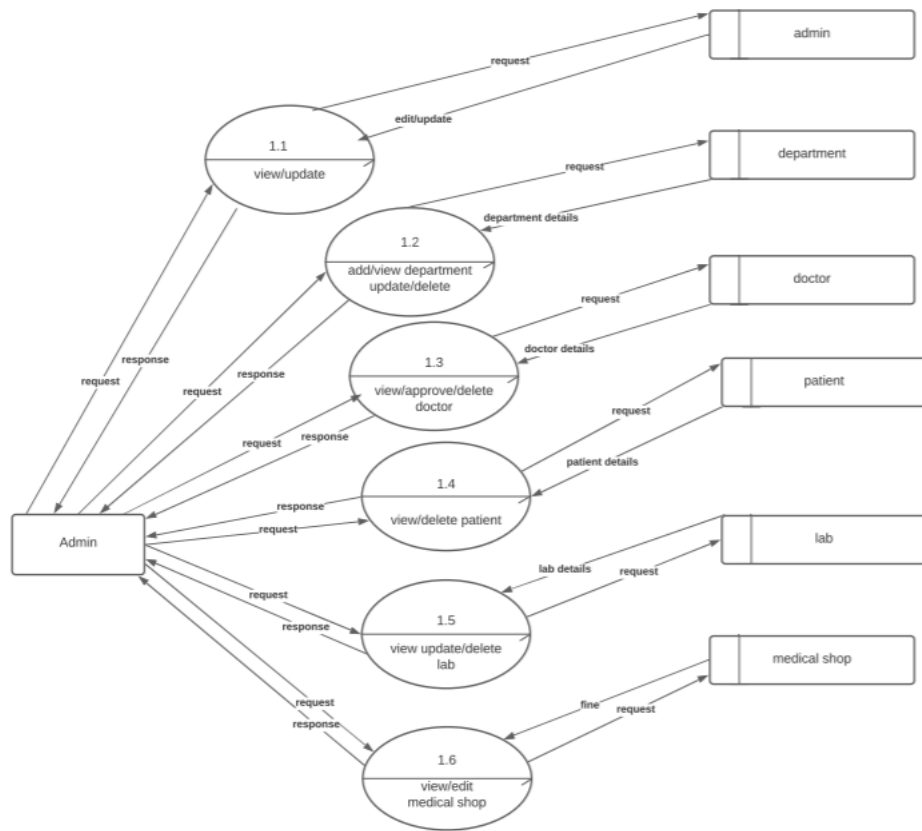 admin
request
edit/update
1.1
view/update
department
request
department details
1.2
add/view department
update/delete
doctor
request
doctor details
1.3
view/approve/delete
doctor
patient
request
patient details
1.4
view/delete patient
request
response
request
response
request
response
response
request
Admin
lab
lab details
request
1.5
view update/delete
lab
request
response
medical shop
fine
request
1.6
view/edit
medical shop
request
response